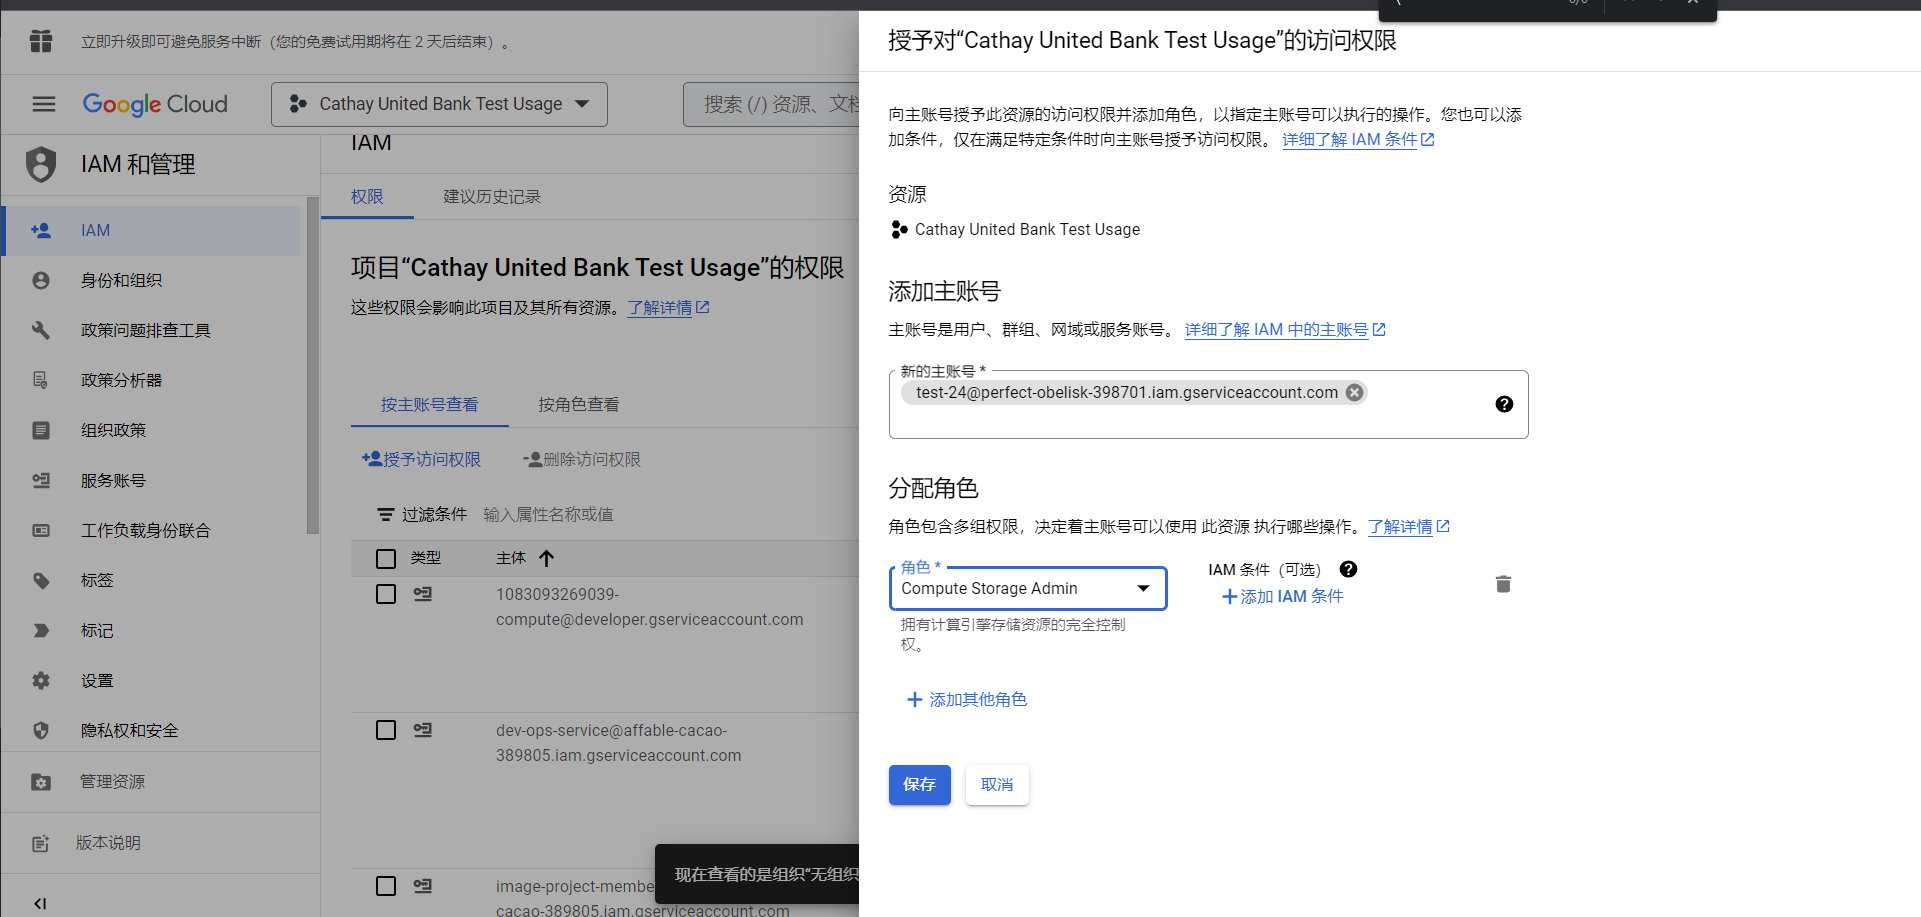 立即升级即可避免服务中断（您的免费试用期将在 2 天后结束）。
Google Cloud
Cathay United Bank Test Usage
搜索 (/) 资源、文档
IAM 和管理
IAM
身份和组织
政策问题排查工具
政策分析器
组织政策
服务账号
工作负载身份联合
标签
标记
设置
隐私权和安全
管理资源
版本说明
IAM
权限
建议历史记录
项目“Cathay United Bank Test Usage”的权限
这些权限会影响此项目及其所有资源。 了解详情
按主账号查看
按角色查看
授予访问权限
删除访问权限
过滤条件 输入属性名称或值
类型 主体
1083093269039-
compute@developer.gserviceaccount.com
dev-ops-service@affable-cacao-
389805.iam.gserviceaccount.com
image-project-membe
cacao-389805.iam.gserviceaccount.com
现在查看的是组织“无组织
授予对“Cathay United Bank Test Usage”的访问权限
向主账号授予此资源的访问权限并添加角色，以指定主账号可以执行的操作。您也可以添
加条件，仅在满足特定条件时向主账号授予访问权限。 详细了解 IAM 条件
资源
Cathay United Bank Test Usage
添加主账号
主账号是用户、群组、网域或服务账号。 详细了解 IAM 中的主账号
新的主账号 *
test-24@perfect-obelisk-398701.iam.gserviceaccount.com
分配角色
角色包含多组权限，决定着主账号可以使用 此资源 执行哪些操作。 了解详情
角色 *
Compute Storage Admin
IAM 条件（可选）
添加 IAM 条件
拥有计算引擎存储资源的完全控制
权。
添加其他角色
保存
取消